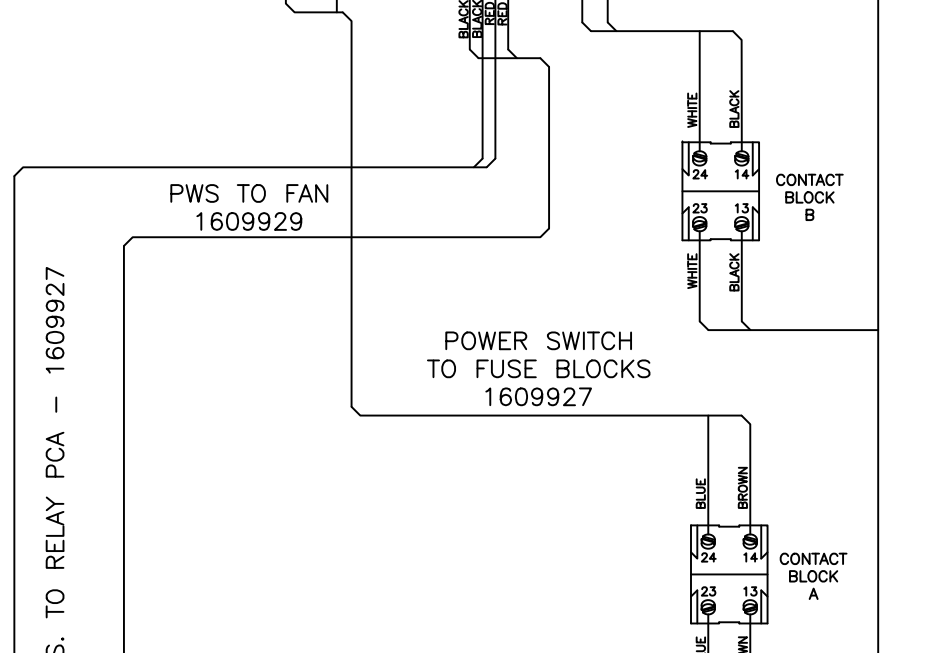 BLACK
BLACK
RED
RED
WHITE
BLACK
24
14
CONTACT
BLOCK
B
23
13
WHITE
BLACK
PWS TO FAN
1609929
TO RELAY PCA - 1609927
POWER SWITCH
TO FUSE BLOCKS
1609927
BLUE
BROWN
24
14
CONTACT
BLOCK
A
23
13